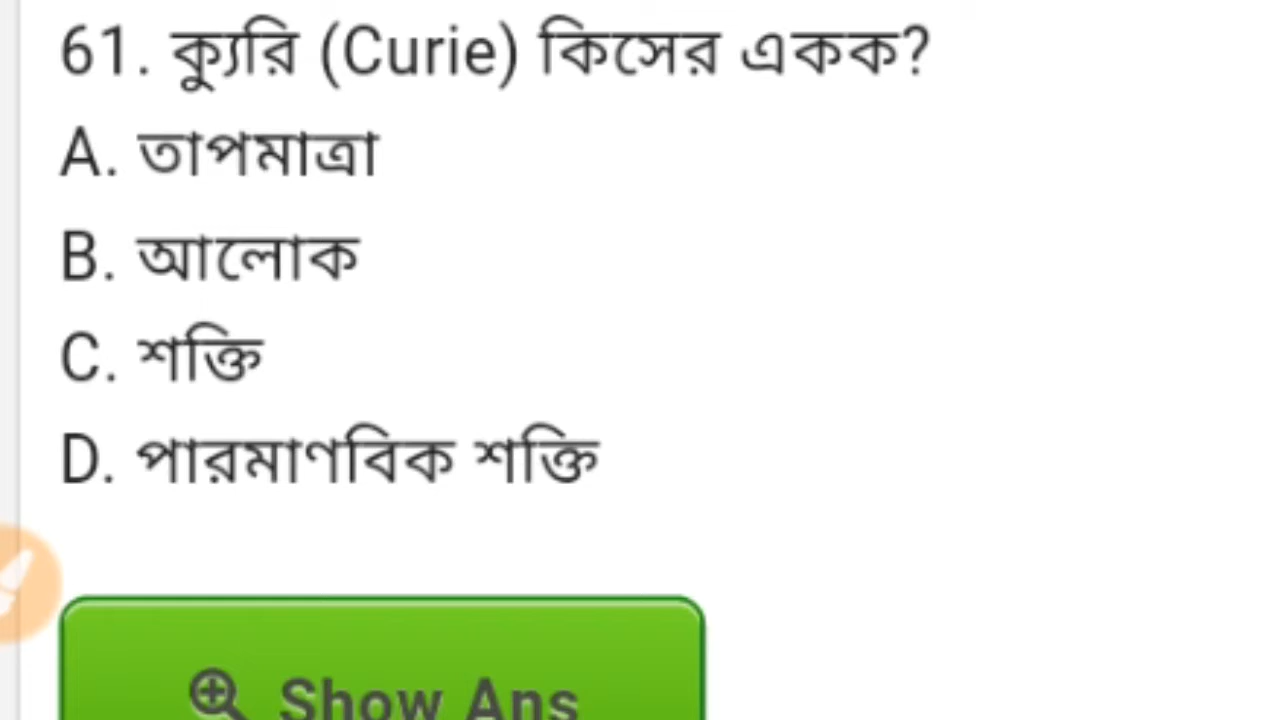 61. ক্যুরি (Curie) কিসের একক?
A. তাপমাত্রা
B. আলোক
C. শক্তি
D. পারমাণবিক শক্তি
Show Ans